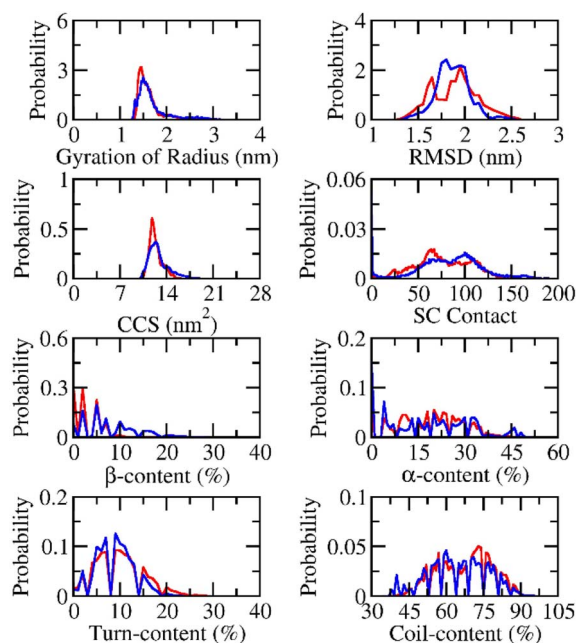 6
3
0
Probability
0 1 2 3 4
Gyration of Radius (nm)
4
2
0
Probability
1 1.5 2 2.5 3
RMSD (nm)
1
0.5
0
Probability
0 7 14 21 28
CCS (nm²)
0.06
0.03
0
Probability
0 50 100 150 200
SC Contact
0.6
0.3
0
Probability
0 10 20 30 40
β-content (%)
0.2
0.1
0
Probability
0 15 30 45 60
α-content (%)
0.2
0.1
0
Probability
0 10 20 30 40
Turn-content (%)
0.1
0.05
0
Probability
30 45 60 75 90 105
Coil-content (%)